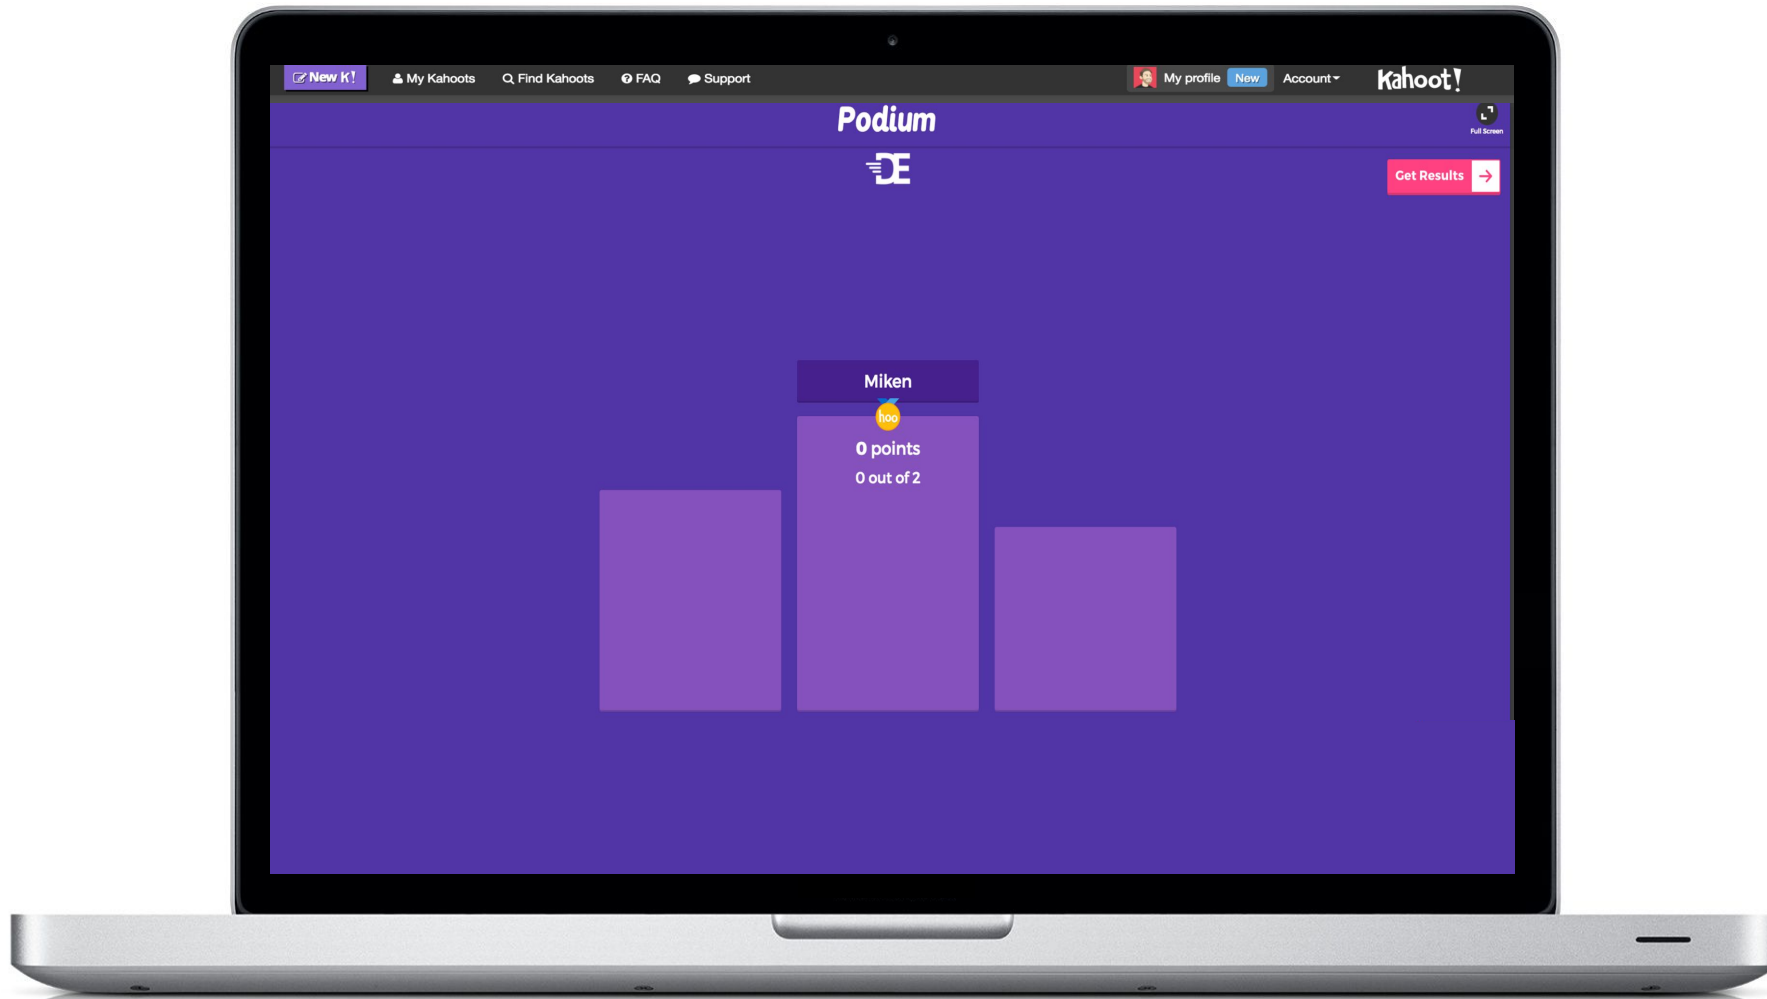 New K! My Kahoots Find Kahoots FAQ Support My profile New Account Kahoot!
Podium
Full Screen
DE
Get Results
Miken
hoo
0 points
0 out of 2